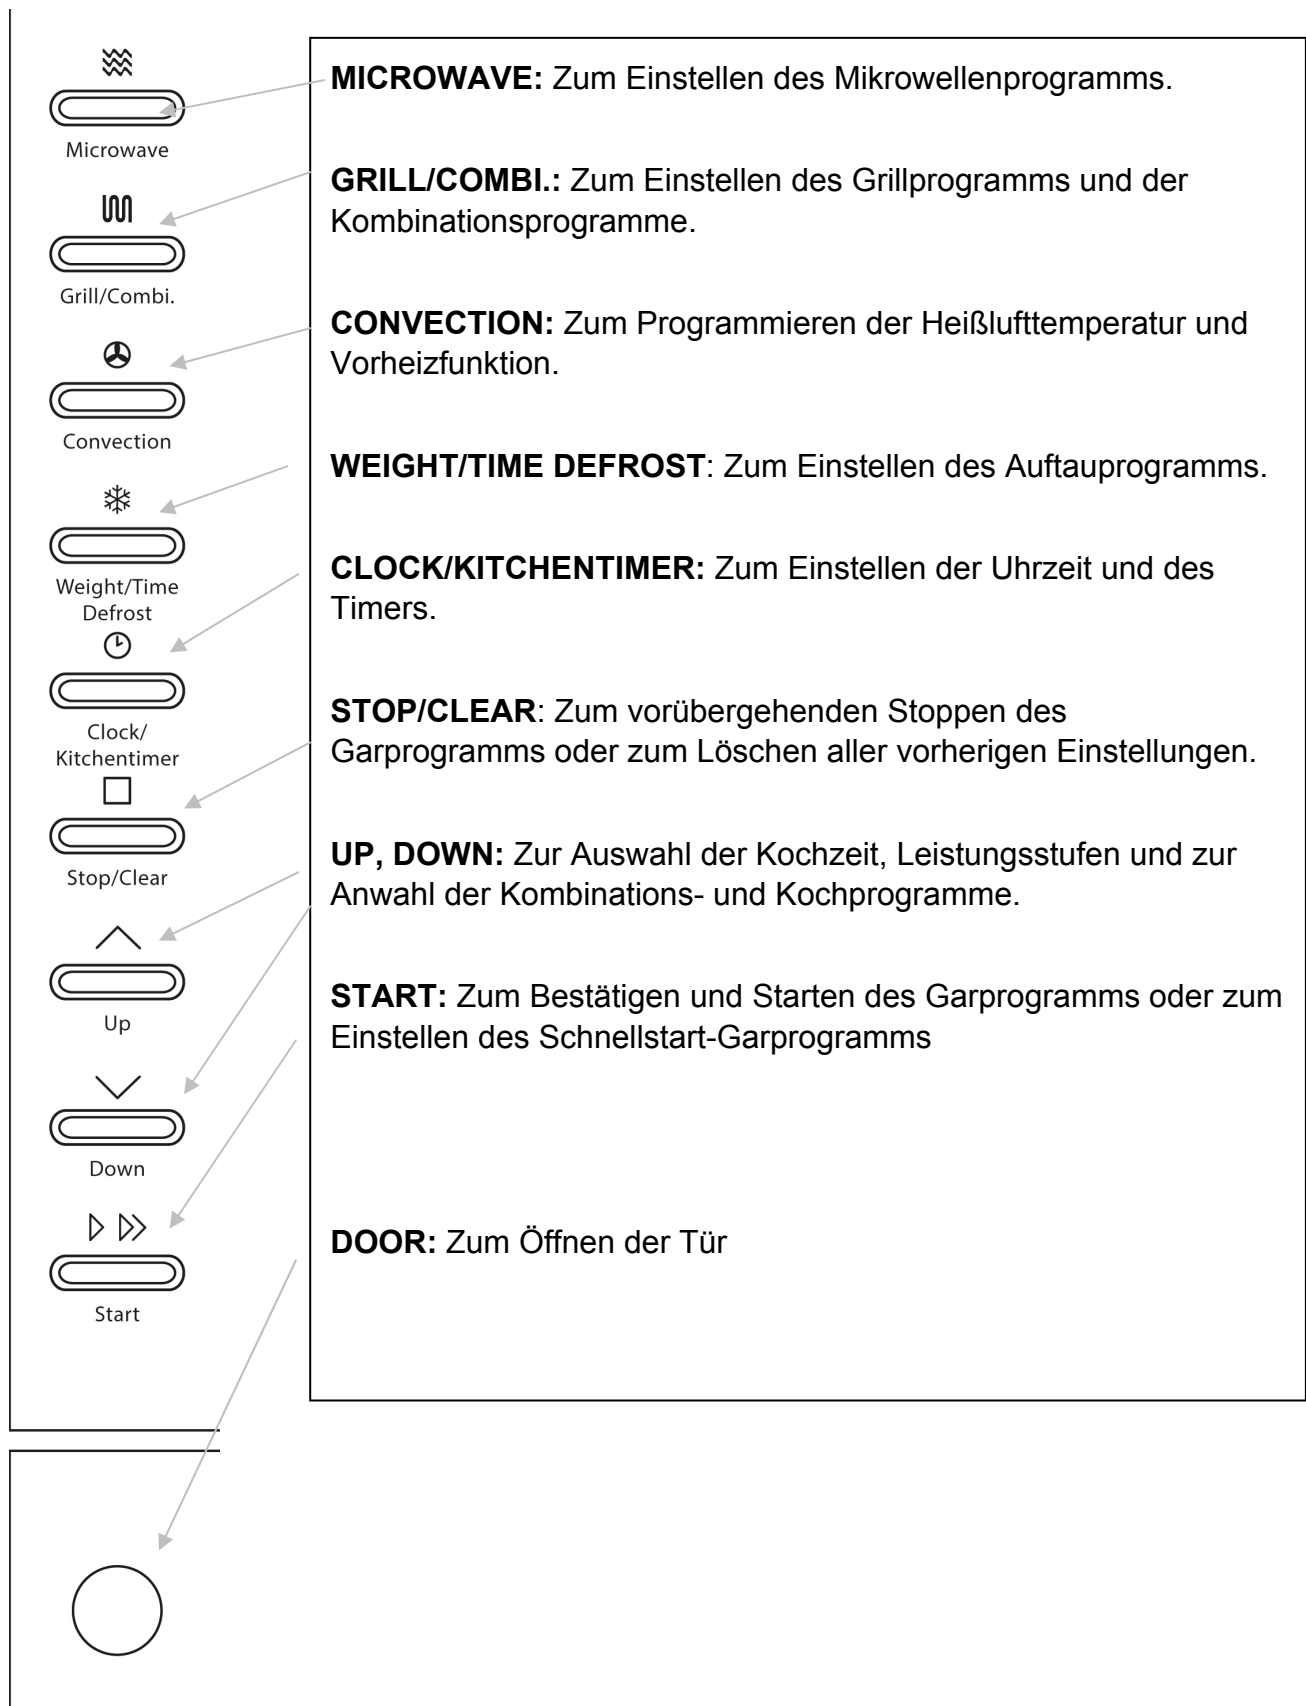 Microwave
Grill/Combi.
Convection
Weight/Time
Defrost
Clock/
Kitchentimer
Stop/Clear
Up
Down
Start
MICROWAVE: Zum Einstellen des Mikrowellenprogramms.
GRILL/COMBI.: Zum Einstellen des Grillprogramms und der
Kombinationsprogramme.
CONVECTION: Zum Programmieren der Heißlufttemperatur und
Vorheizfunktion.
WEIGHT/TIME DEFROST: Zum Einstellen des Auftauprogramms.
CLOCK/KITCHENTIMER: Zum Einstellen der Uhrzeit und des
Timers.
STOP/CLEAR: Zum vorübergehenden Stoppen des
Garprogramms oder zum Löschen aller vorherigen Einstellungen.
UP, DOWN: Zur Auswahl der Kochzeit, Leistungsstufen und zur
Anwahl der Kombinations- und Kochprogramme.
START: Zum Bestätigen und Starten des Garprogramms oder zum
Einstellen des Schnellstart-Garprogramms
DOOR: Zum Öffnen der Tür